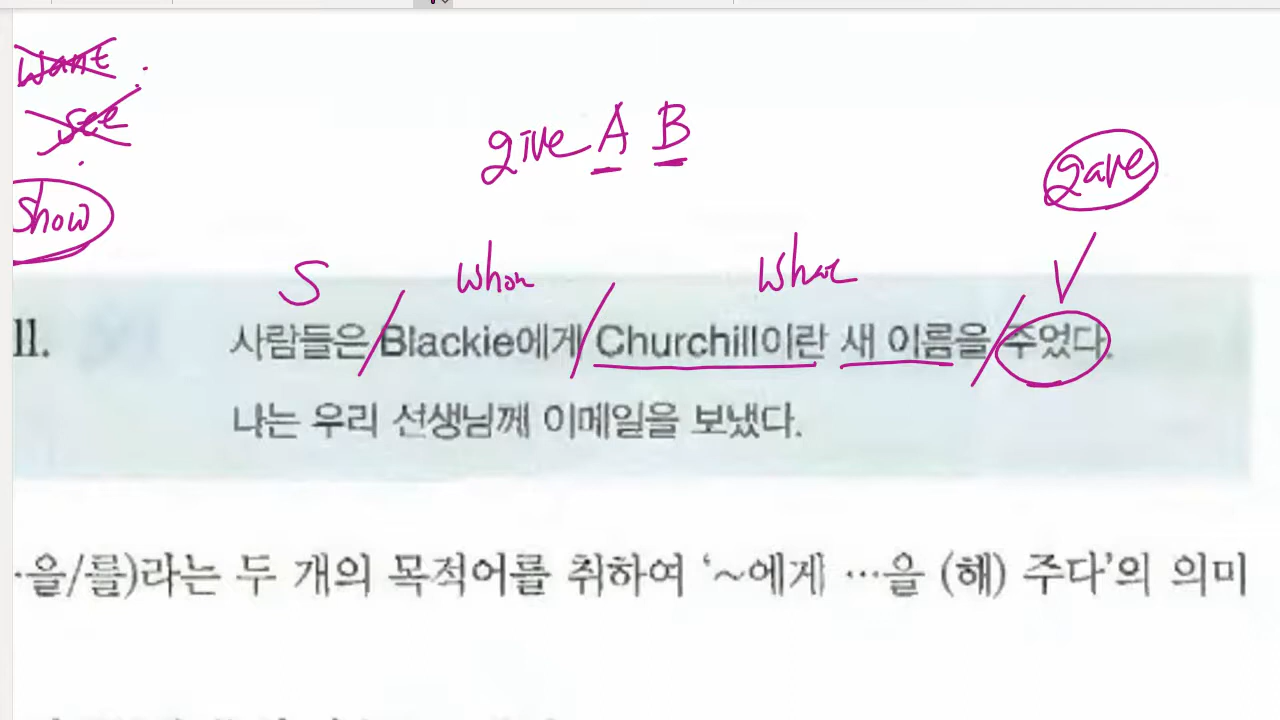 want
see
give A B
gave
show
S whom what V
ll. 사람들은 Blackie에게 Churchill이란 새 이름을 주었다.
나는 우리 선생님께 이메일을 보냈다.
·을/를)라는 두 개의 목적어를 취하여 ‘~에게 …을 (해) 주다’의 의미